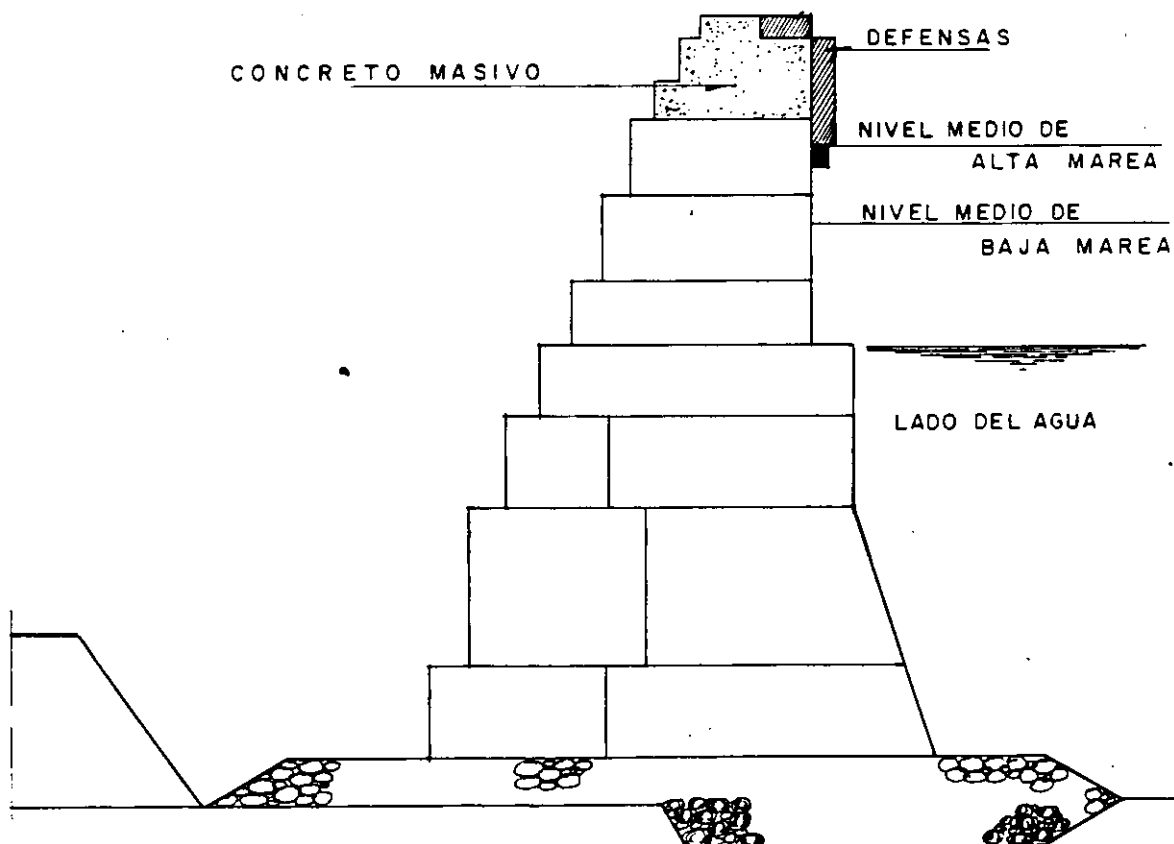 DEFENSAS
CONCRETO MASIVO
NIVEL MEDIO DE
ALTA MAREA
NIVEL MEDIO DE
BAJA MAREA
LADO DEL AGUA